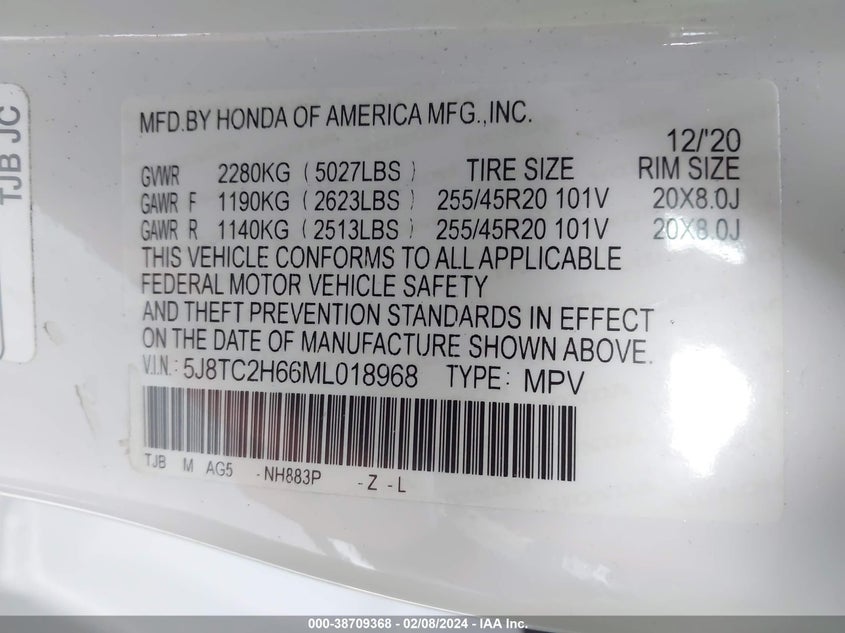 TJB JC
MFD.BY HONDA OF AMERICA MFG.,INC.
12/'20
GVWR 2280KG (5027LBS) TIRE SIZE RIM SIZE
GAWR F 1190KG (2623LBS) 255/45R20 101V 20X8.0J
GAWR R 1140KG (2513LBS) 255/45R20 101V 20X8.0J
THIS VEHICLE CONFORMS TO ALL APPLICABLE
FEDERAL MOTOR VEHICLE SAFETY
AND THEFT PREVENTION STANDARDS IN EFFECT
ON THE DATE OF MANUFACTURE SHOWN ABOVE.
V.I.N.: 5J8TC2H66ML018968 TYPE: MPV
TJB M AG5 -NH883P -Z -L
000-38709368 - 02/08/2024 - IAA Inc.